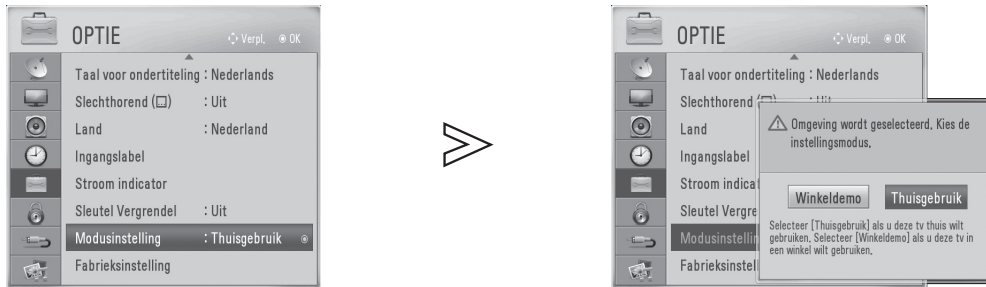 OPTIE
Verpl. OK
Taal voor ondertiteling : Nederlands
Slechthorend ( ) : Uit
Land : Nederland
Ingangslabel
Stroom indicator
Sleutel Vergrendel : Uit
Modusinstelling : Thuisgebruik
Fabrieksinstelling
OPTIE
Verpl. OK
Taal voor ondertiteling : Nederlands
Slechthorend ( ) : Uit
Land
Ingangslabel
Stroom indicat
Sleutel Vergre
Modusinstellin
Fabrieksinstel
Omgeving wordt geselecteerd. Kies de
instellingsmodus.
Winkeldemo Thuisgebruik
Selecteer [Thuisgebruik] als u deze tv thuis wilt
gebruiken. Selecteer [Winkeldemo] als u deze tv in
een winkel wilt gebruiken.